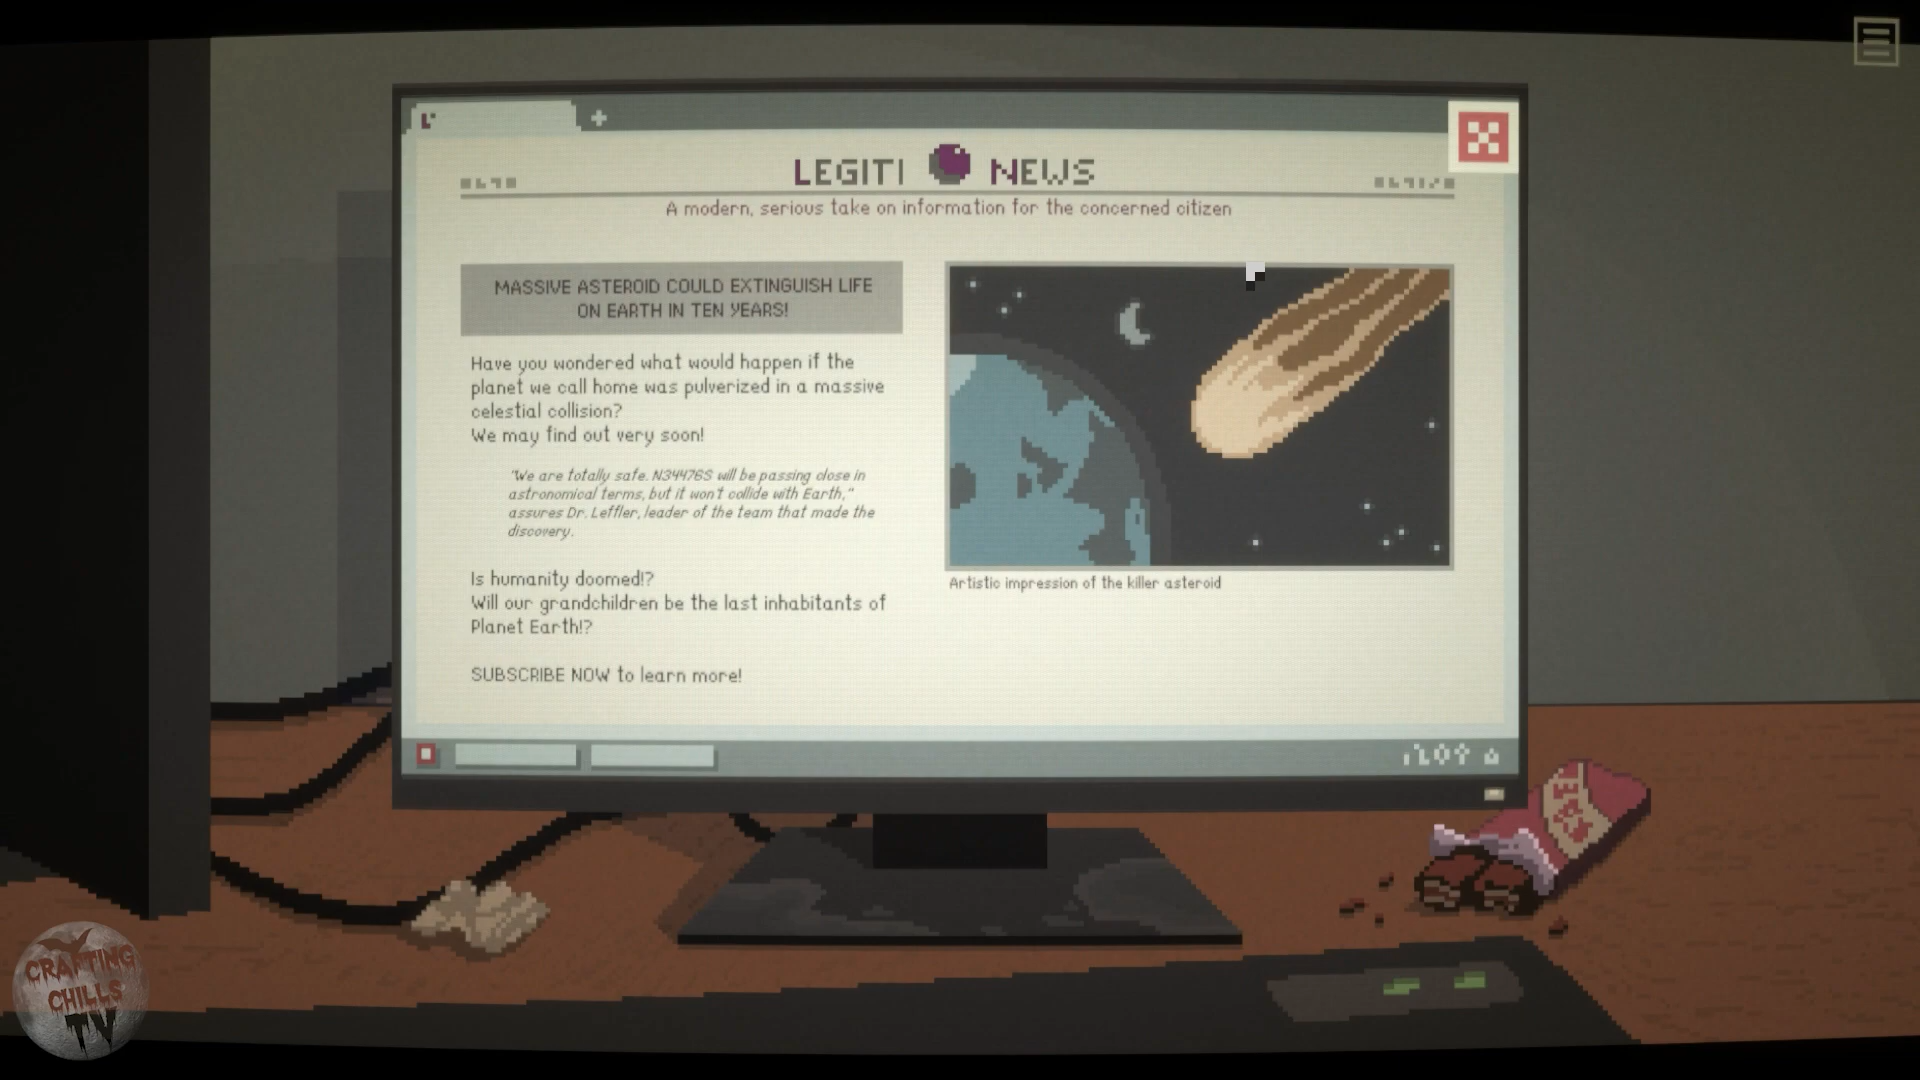 LEGITI NEWS
A modern, serious take on information for the concerned citizen
MASSIVE ASTEROID COULD EXTINGUISH LIFE
ON EARTH IN TEN YEARS!
Have you wondered what would happen if the
planet we call home was pulverized in a massive
celestial collision?
We may find out very soon!
"We are totally safe. N34476S will be passing close in
astronomical terms, but it won't collide with Earth,"
assures Dr. Leffler, leader of the team that made the
discovery.
Is humanity doomed!?
Will our grandchildren be the last inhabitants of
Planet Earth!?
SUBSCRIBE NOW to learn more!
Artistic impression of the killer asteroid
CRAFTING
CHILLS
TV